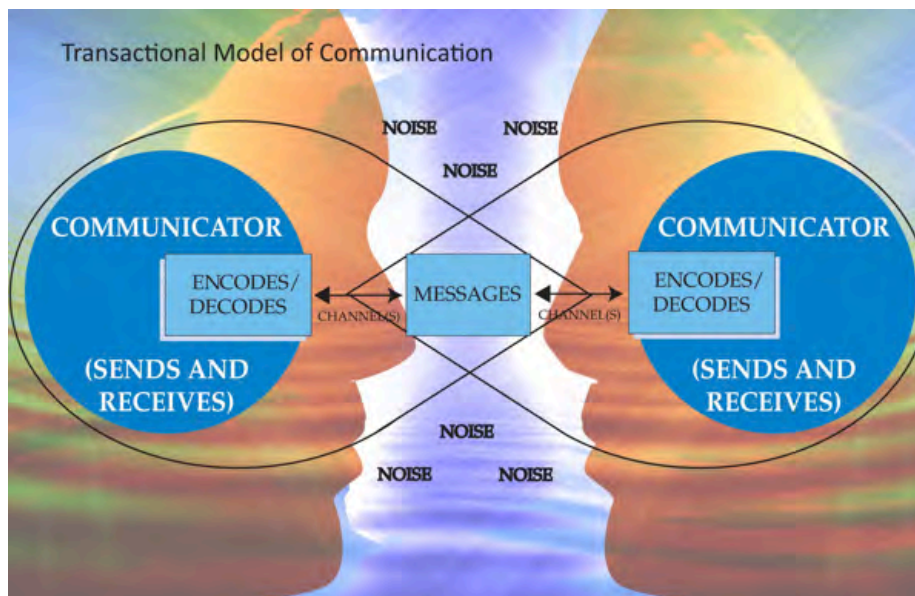 Transactional Model of Communication
NOISE
NOISE
NOISE
COMMUNICATOR
ENCODES/
DECODES
(SENDS AND
RECEIVES)
CHANNEL(S)
MESSAGES
CHANNEL(S)
COMMUNICATOR
ENCODES/
DECODES
(SENDS AND
RECEIVES)
NOISE
NOISE
NOISE